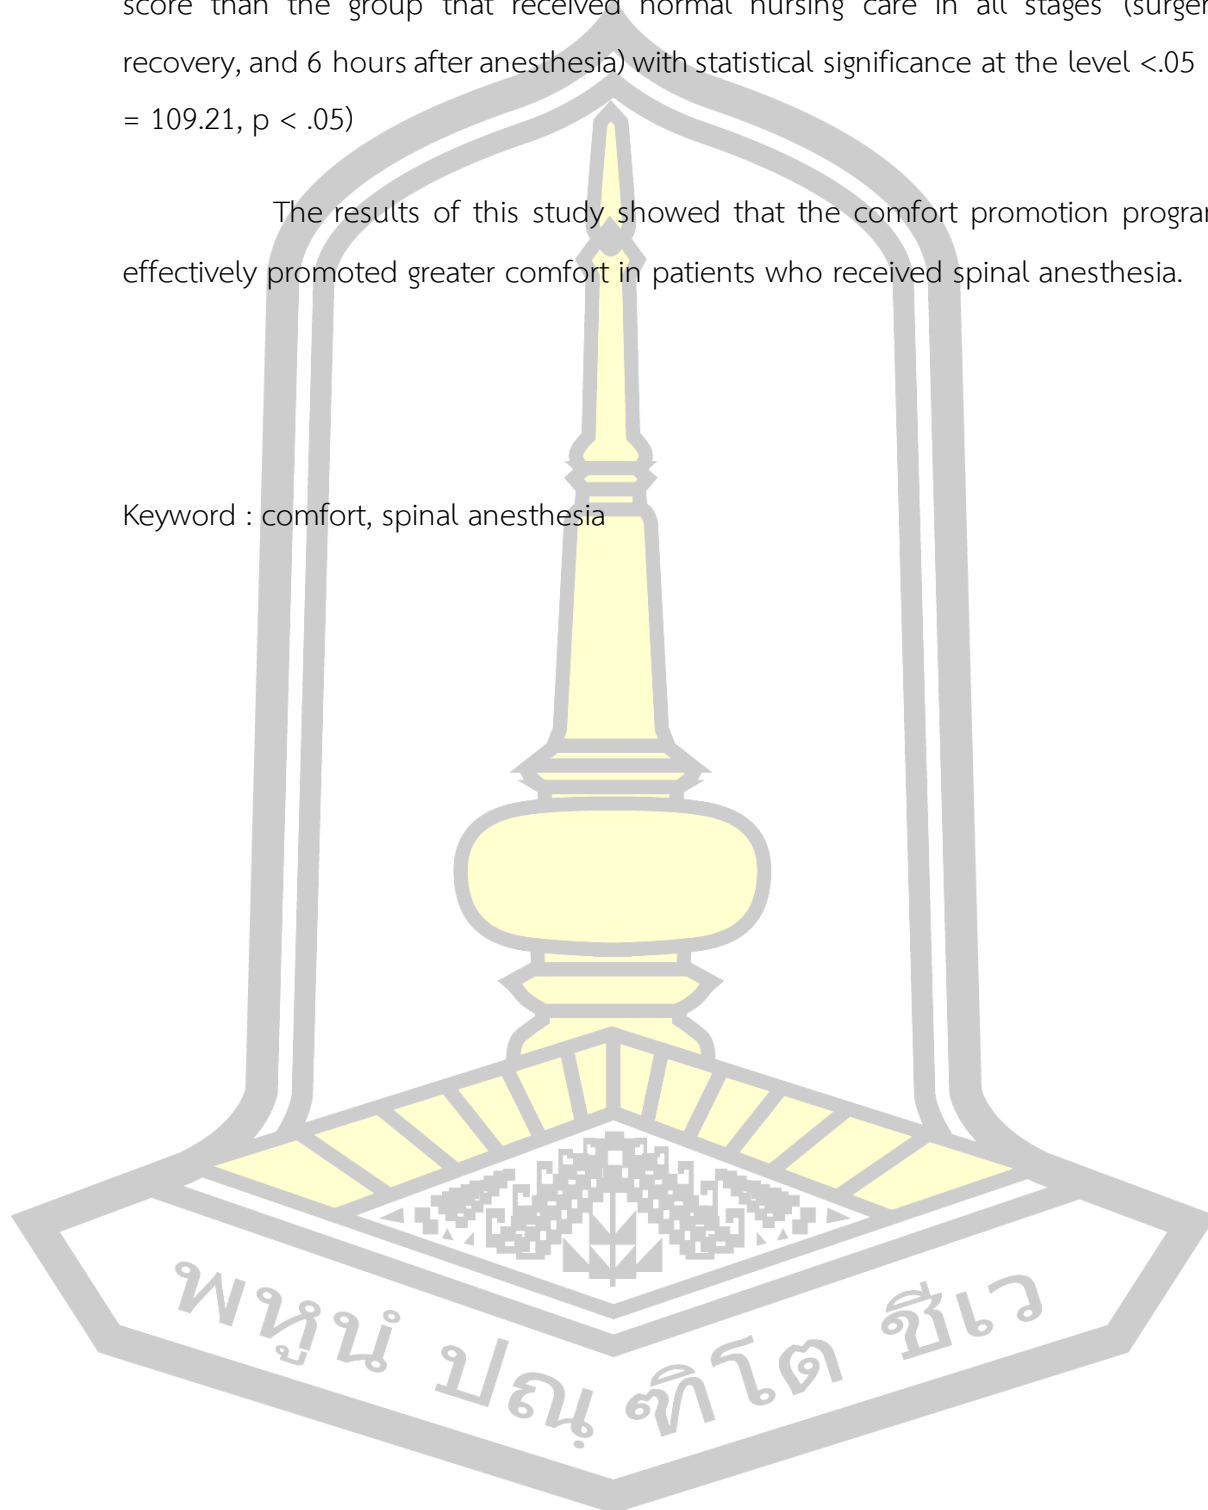 score than the group that received normal nursing care in all stages (surger
recovery, and 6 hours after anesthesia) with statistical significance at the level <.05
= 109.21, p < .05)
The results of this study showed that the comfort promotion program
effectively promoted greater comfort in patients who received spinal anesthesia.
Keyword : comfort, spinal anesthesia
พหูนํ ปณฺฑิโต ชีเว